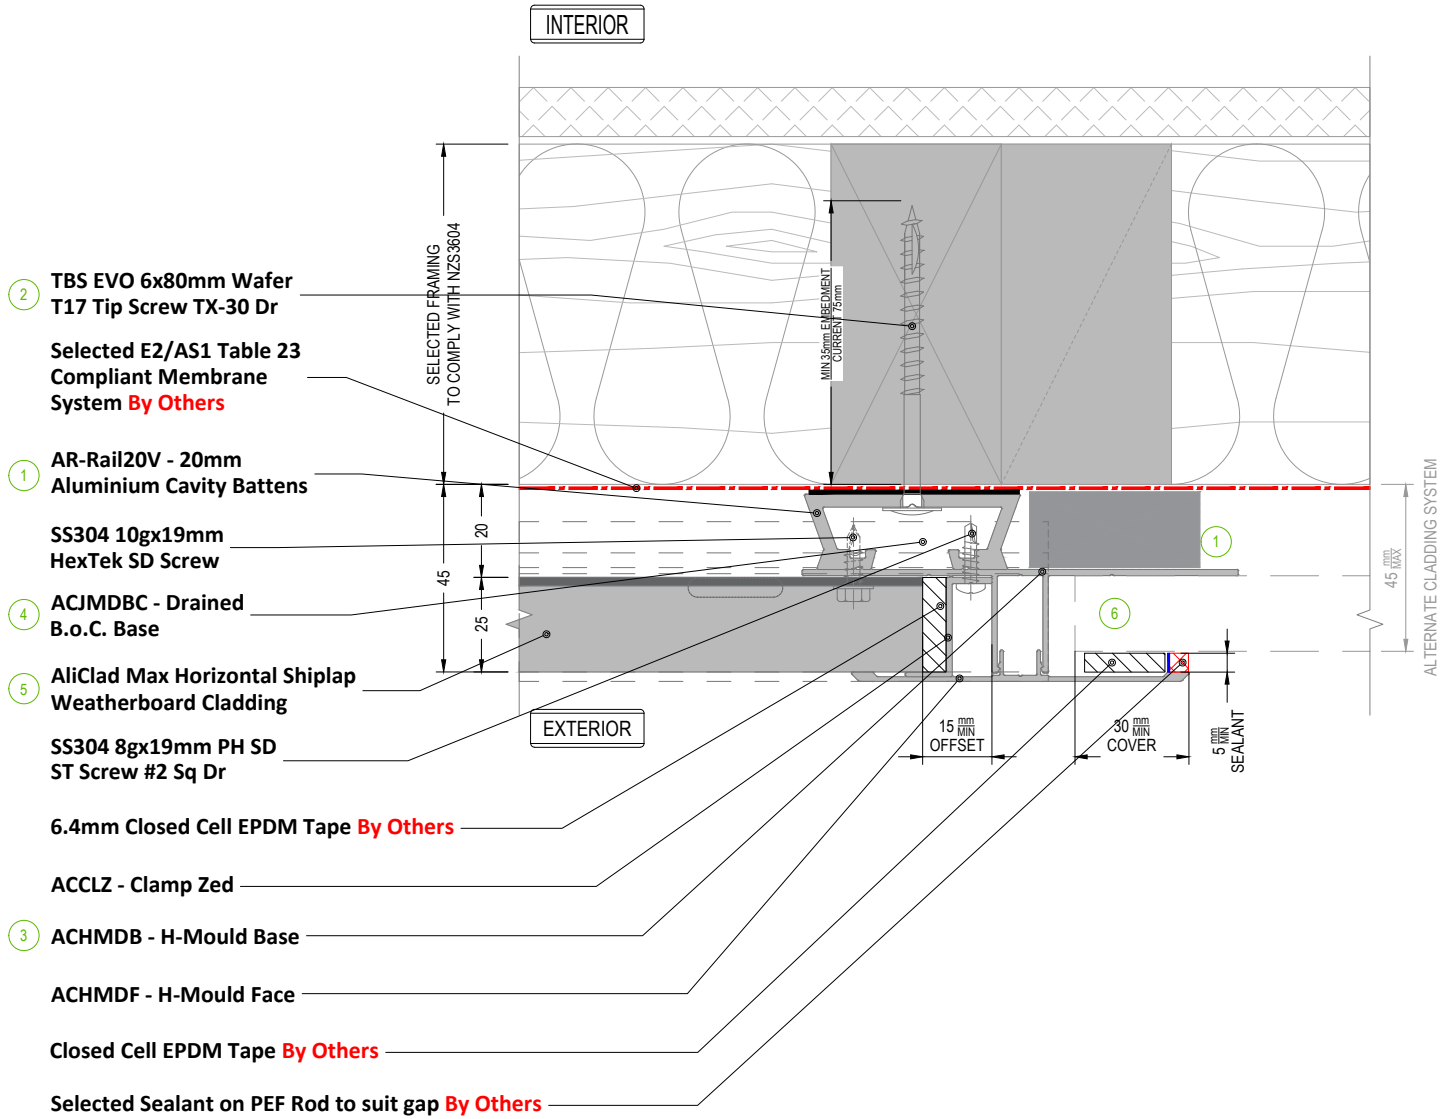 INTERIOR
2
TBS EVO 6x80mm Wafer
T17 Tip Screw TX-30 Dr
Selected E2/AS1 Table 23
Compliant Membrane
System By Others
1
AR-Rail20V - 20mm
Aluminium Cavity Battens
SS304 10gx19mm
HexTek SD Screw
4
ACJMDBC - Drained
B.o.C. Base
5
AliClad Max Horizontal Shiplap
Weatherboard Cladding
SS304 8gx19mm PH SD
ST Screw #2 Sq Dr
6.4mm Closed Cell EPDM Tape By Others
ACCLZ - Clamp Zed
3
ACHMDB - H-Mould Base
ACHMDF - H-Mould Face
Closed Cell EPDM Tape By Others
Selected Sealant on PEF Rod to suit gap By Others
SELECTED FRAMING
TO COMPLY WITH NZS3604
MIN 35mm EMBEDMENT
CURRENT 75mm
20
45
25
1
6
45 mm MAX
ALTERNATE CLADDING SYSTEM
EXTERIOR
15 mm MIN
OFFSET
30 mm MIN
COVER
5 mm MIN
SEALANT